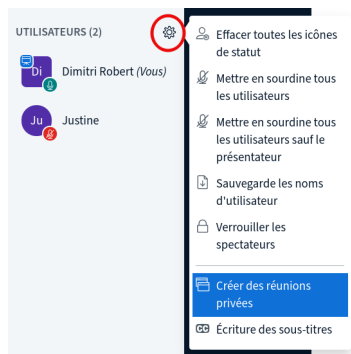 UTILISATEURS (2)
Di
Dimitri Robert (Vous)
Ju
Justine
Effacer toutes les icônes
de statut
Mettre en sourdine tous
les utilisateurs
Mettre en sourdine tous
les utilisateurs sauf le
présentateur
Sauvegarde les noms
d'utilisateur
Verrouiller les
spectateurs
Créer des réunions
privées
Écriture des sous-titres